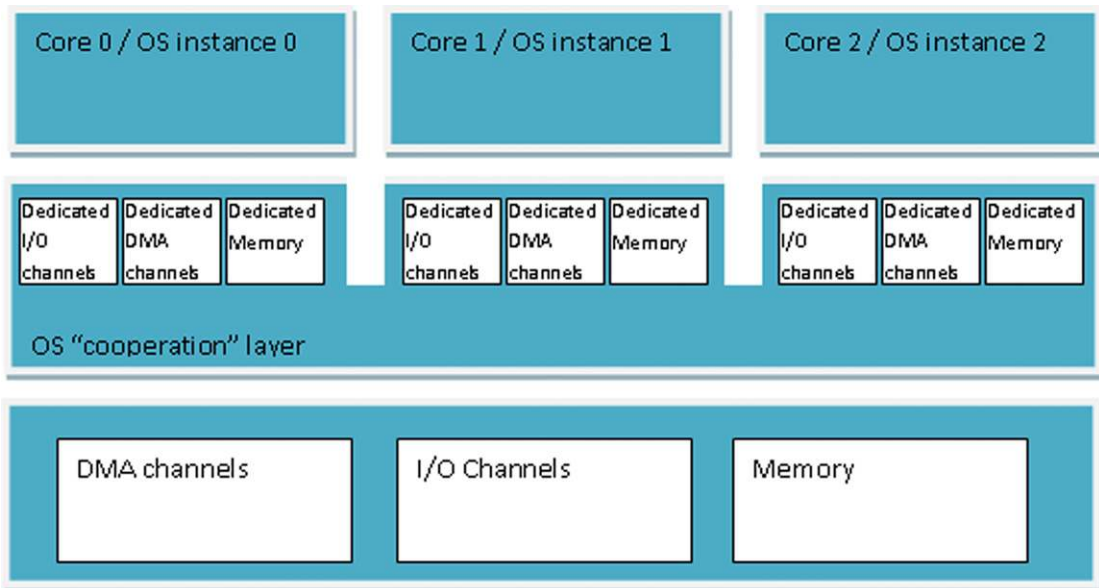 Core 0 / OS instance 0
Core 1 / OS instance 1
Core 2 / OS instance 2
Dedicated
I/O
channels
Dedicated
DMA
channels
Dedicated
Memory
Dedicated
I/O
channels
Dedicated
DMA
channels
Dedicated
Memory
Dedicated
I/O
channels
Dedicated
DMA
channels
Dedicated
Memory
OS “cooperation” layer
DMA channels
I/O Channels
Memory